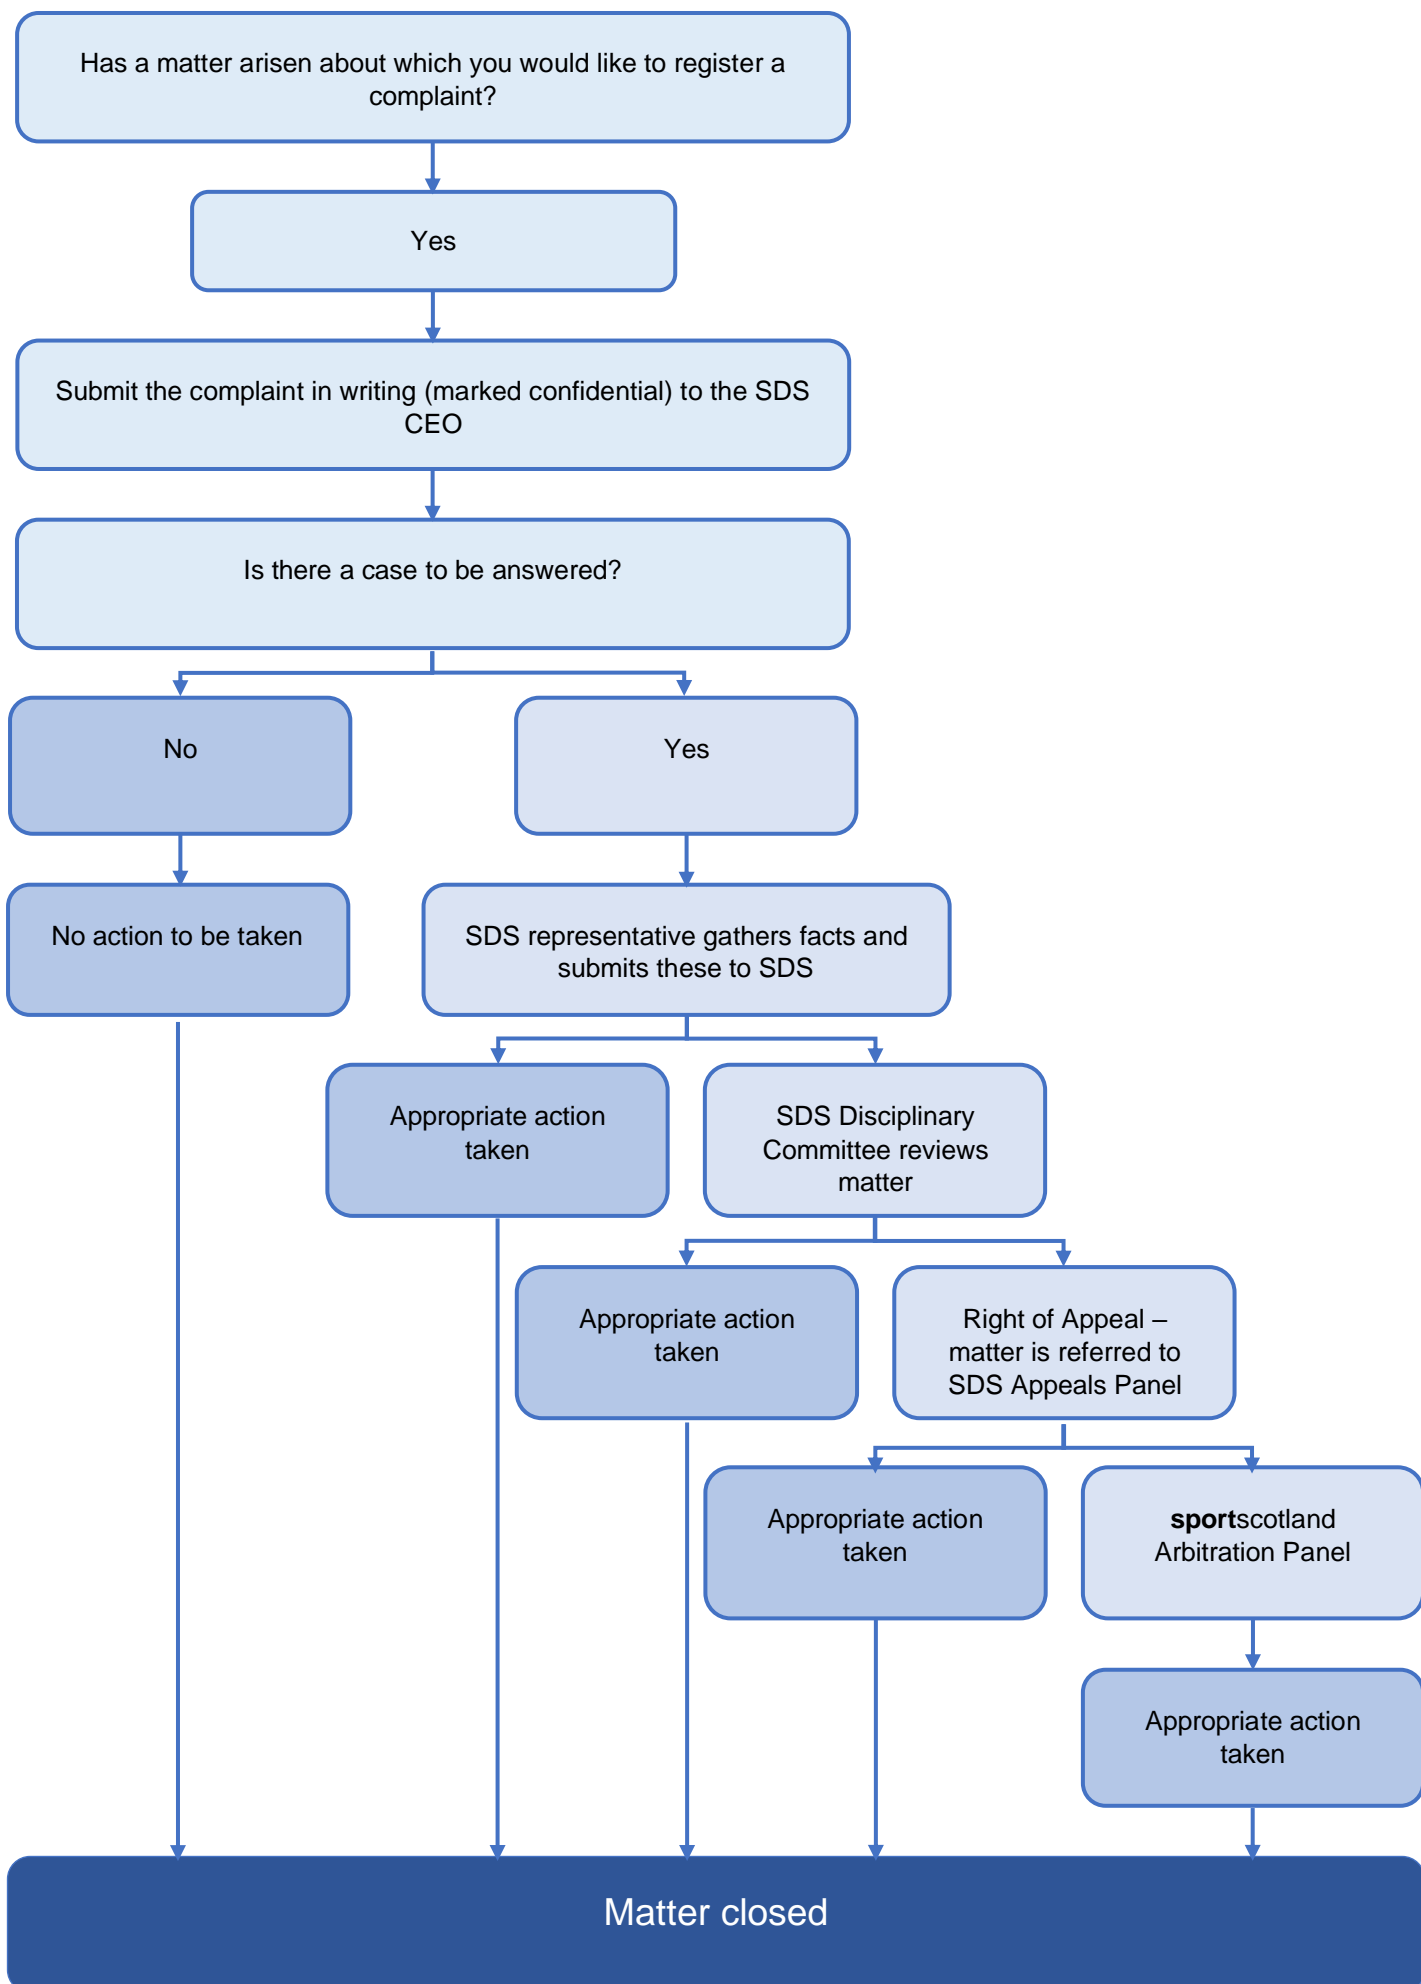 Has a matter arisen about which you would like to register a
complaint?
Yes
Submit the complaint in writing (marked confidential) to the SDS
CEO
Is there a case to be answered?
No
Yes
No action to be taken
SDS representative gathers facts and
submits these to SDS
Appropriate action
taken
SDS Disciplinary
Committee reviews
matter
Appropriate action
taken
Right of Appeal –
matter is referred to
SDS Appeals Panel
Appropriate action
taken
sportscotland
Arbitration Panel
Appropriate action
taken
Matter closed